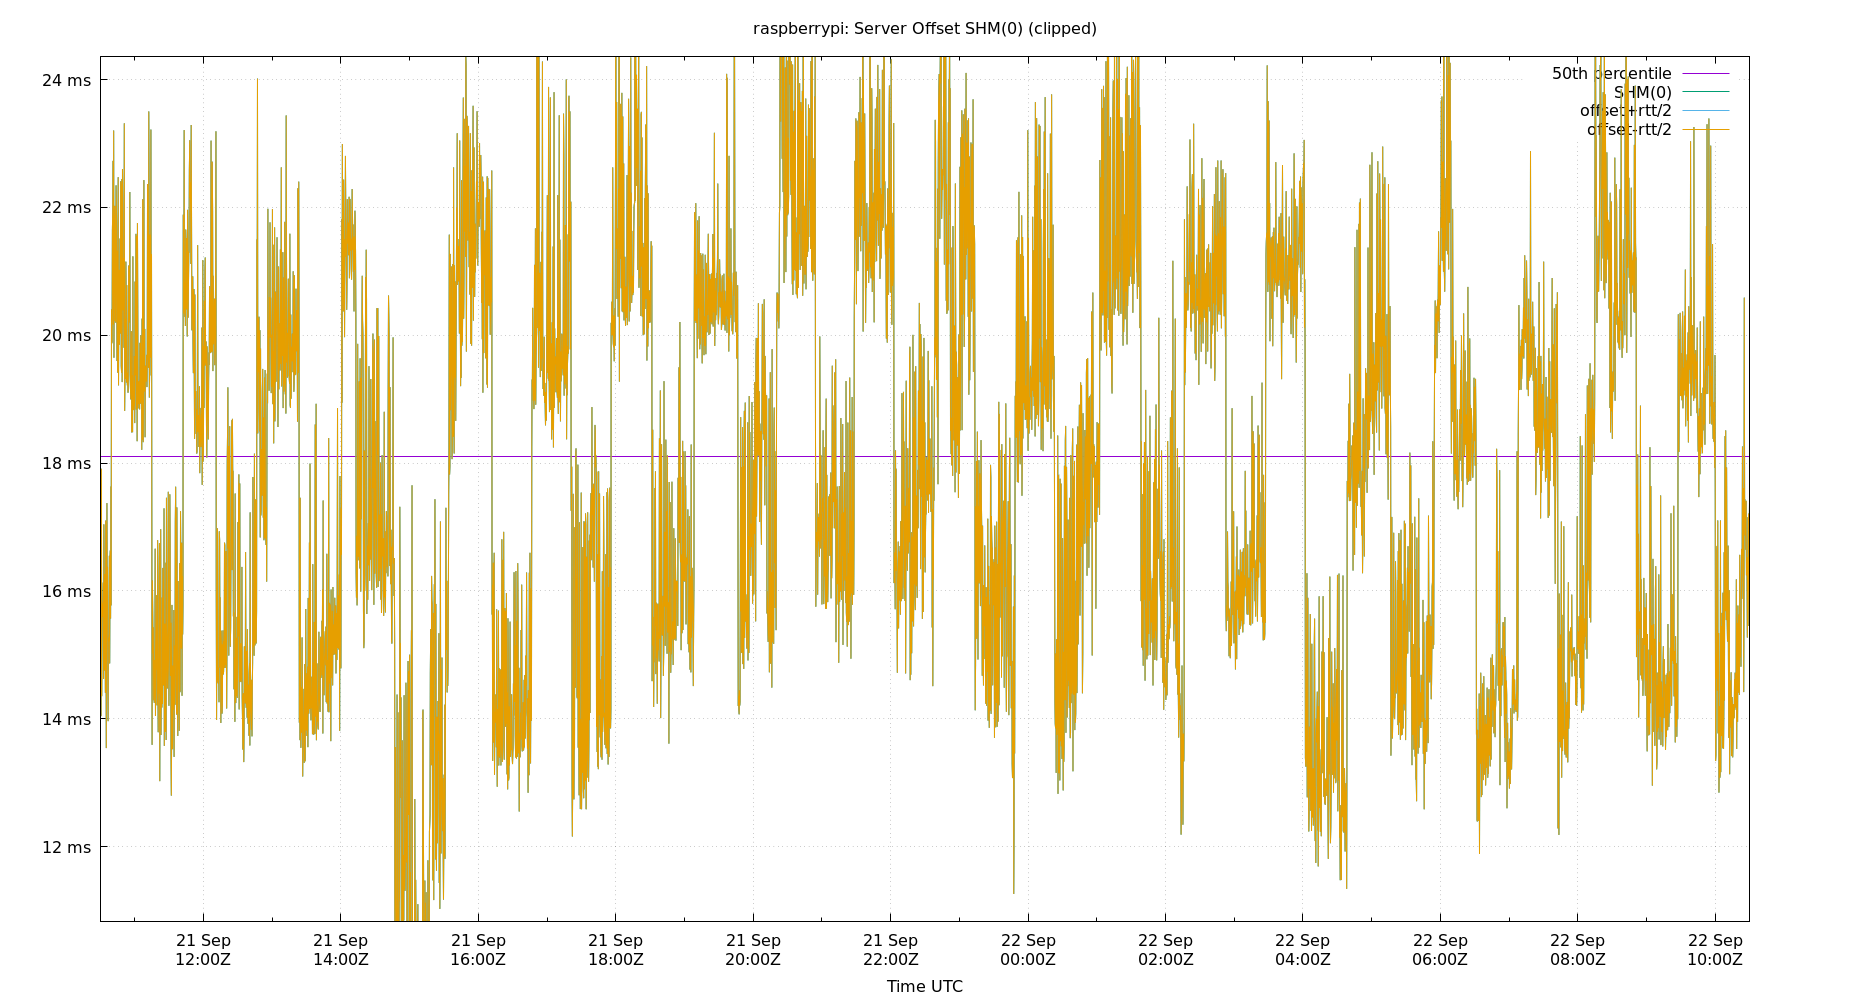 raspberrypi: Server Offset SHM(0) (clipped)
24 ms
22 ms
20 ms
18 ms
16 ms
14 ms
12 ms
50th percentile
SHM(0)
offset+rtt/2
offset-rtt/2
21 Sep 21 Sep 21 Sep 21 Sep 21 Sep 21 Sep 22 Sep 22 Sep 22 Sep 22 Sep 22 Sep 22 Sep
12:00Z 14:00Z 16:00Z 18:00Z 20:00Z 22:00Z 00:00Z 02:00Z 04:00Z 06:00Z 08:00Z 10:00Z
Time UTC